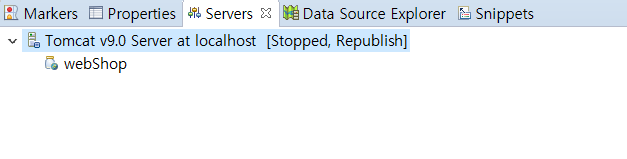 Markers Properties Servers Data Source Explorer Snippets
Tomcat v9.0 Server at localhost [Stopped, Republish]
webShop